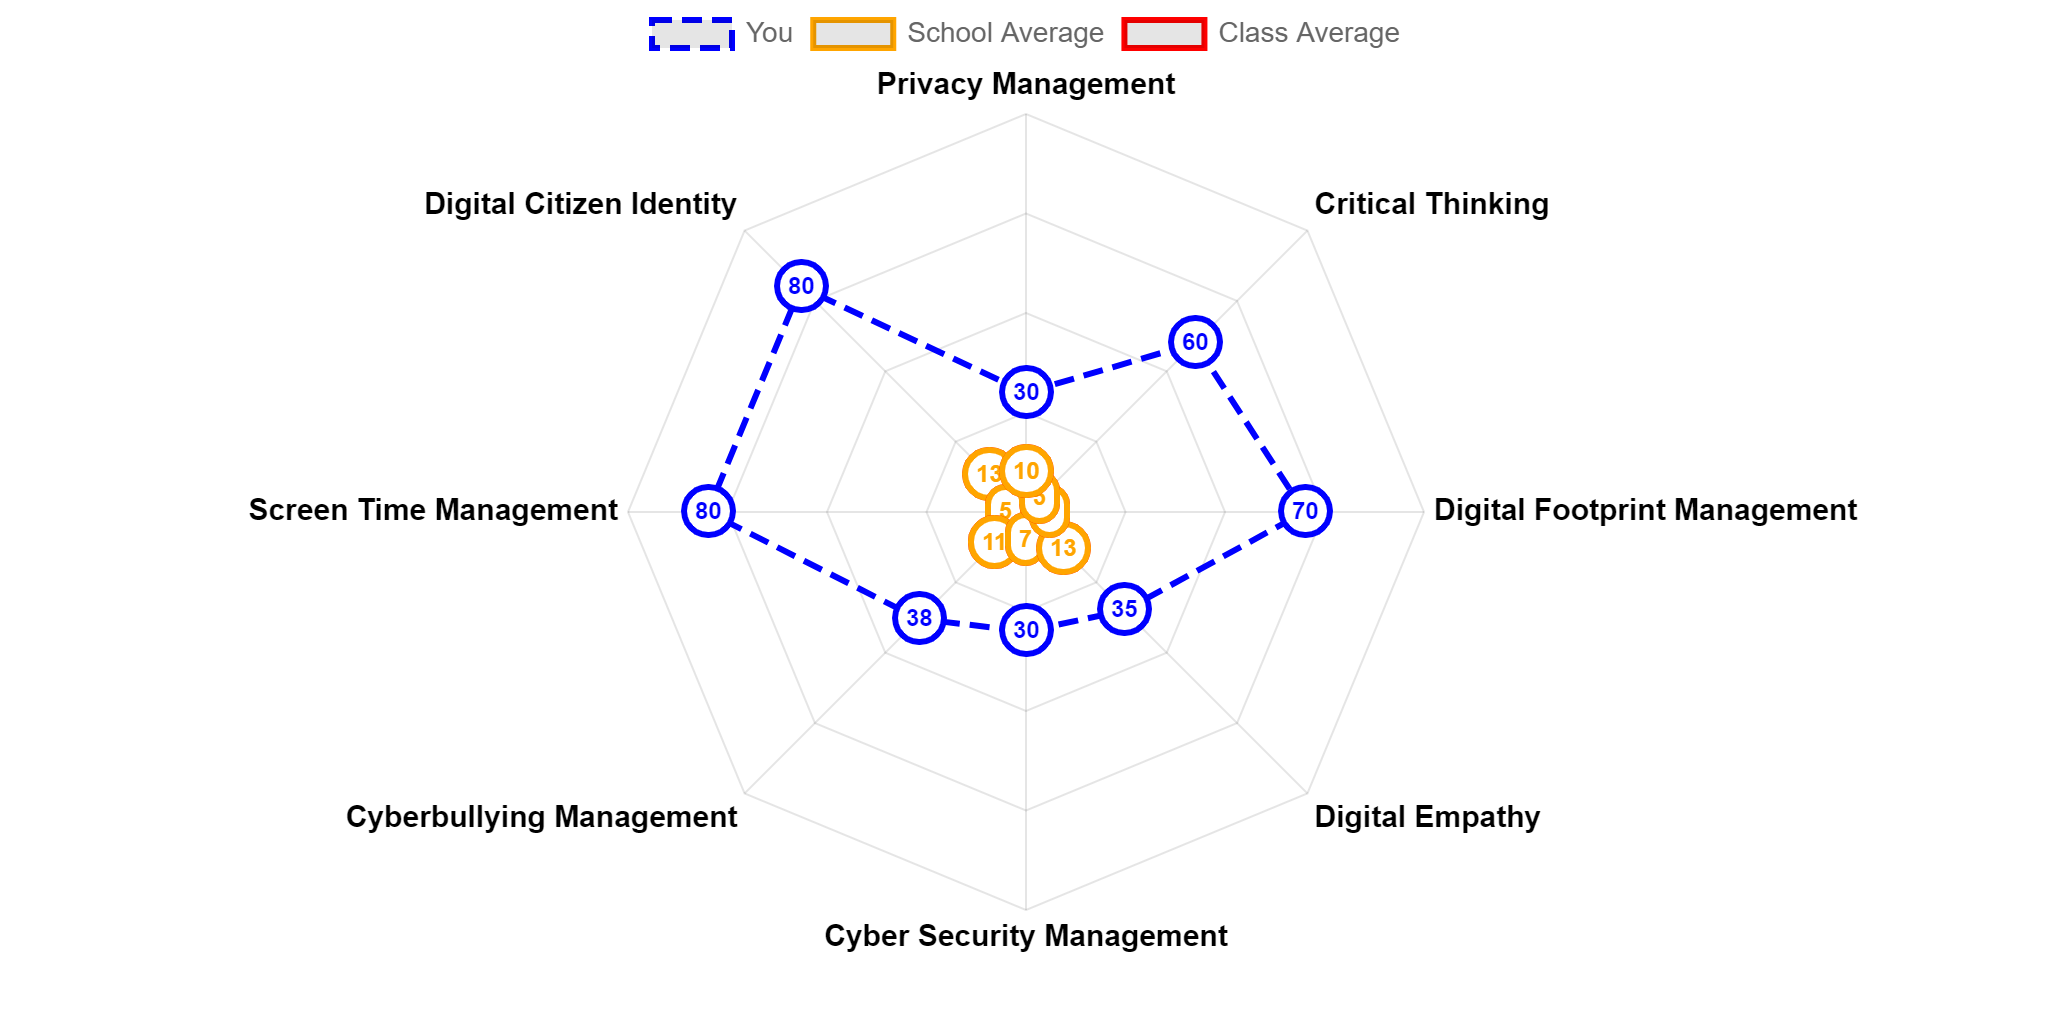 You School Average Class Average
Privacy Management
Digital Citizen Identity Critical Thinking
80
60
30
10
13
5
5
Screen Time Management 80 70 Digital Footprint Management
11 7 13
38 30 35
Cyberbullying Management Digital Empathy
Cyber Security Management